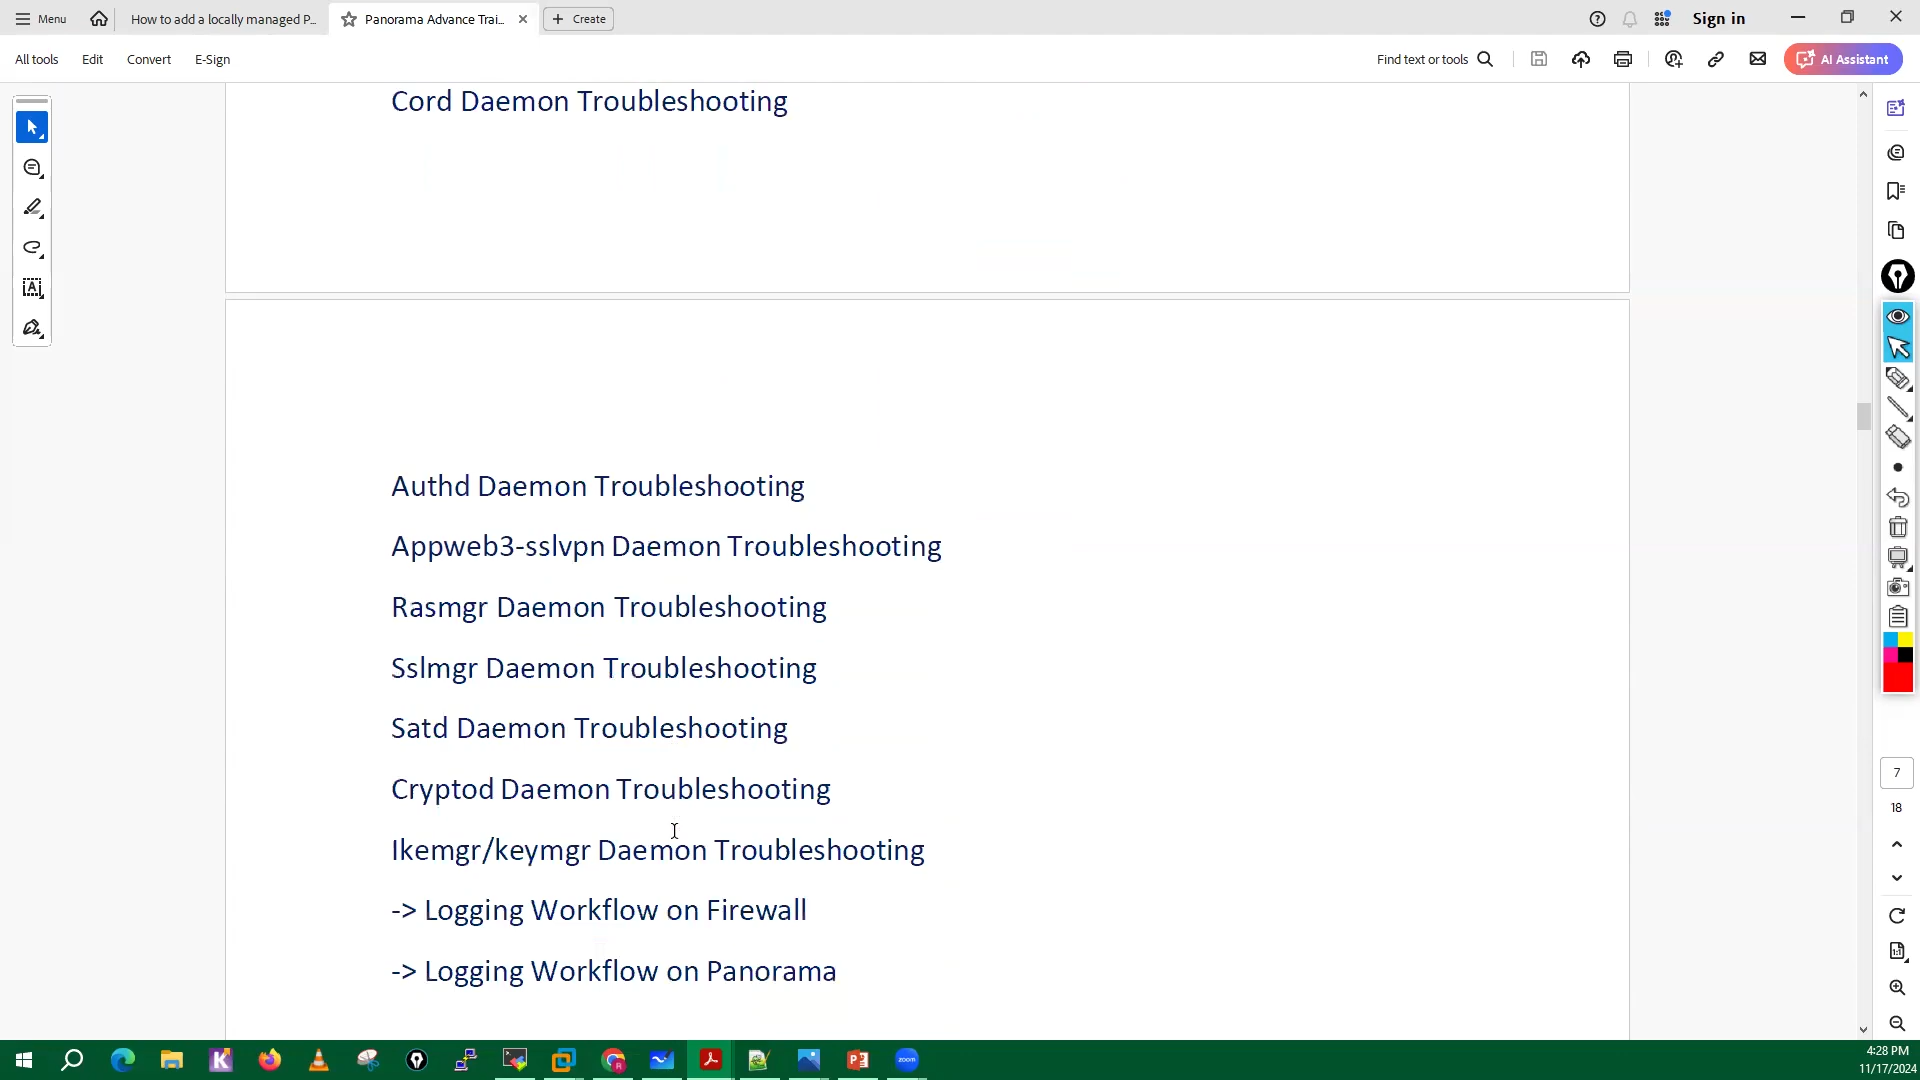 Menu
How to add a locally managed P...
Panorama Advance Trai...
Create
Sign in
All tools
Edit
Convert
E-Sign
Find text or tools
AI Assistant
Cord Daemon Troubleshooting
Authd Daemon Troubleshooting
Appweb3-sslvpn Daemon Troubleshooting
Rasmgr Daemon Troubleshooting
Sslmgr Daemon Troubleshooting
Satd Daemon Troubleshooting
Cryptod Daemon Troubleshooting
Ikemgr/keymgr Daemon Troubleshooting
-> Logging Workflow on Firewall
-> Logging Workflow on Panorama
7
18
zoom
4:28 PM
11/17/2024